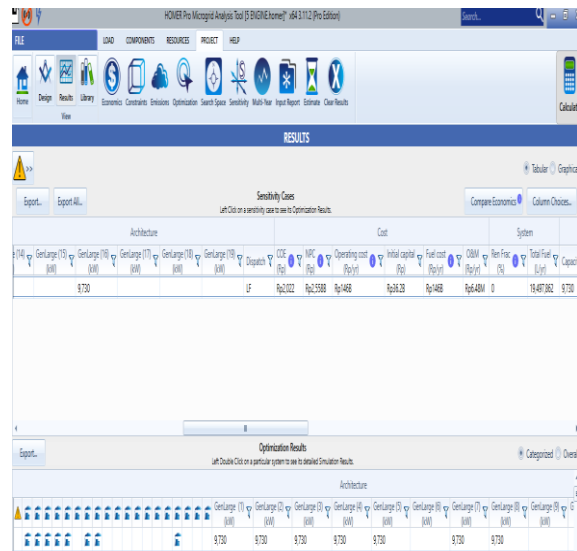 HOMER Pro Microgrid Analysis Tool [5 ENGINE.homer]* x64 3.11.2 (Pro Edition)
Search...
FILE
LOAD COMPONENTS RESOURCES PROJECT HELP
Home Design Results Library Economics Constraints Emissions Optimization Search Space Sensitivity Multi-Year Input Report Estimate Clear Results
View
Calculate
RESULTS
>>
Tabular Graphical
Export... Export All... Sensitivity Cases Compare Economics Column Choices...
Left Click on a sensitivity case to see its Optimization Results.
Architecture Cost System
(14) GenLarge (15) GenLarge (16) GenLarge (17) GenLarge (18) GenLarge (19) Dispatch COE NPC Operating cost Initial capital Fuel cost O&M Ren Frac Total Fuel Capaci
(kW) (kW) (kW) (kW) (kW) (Rp) (Rp) (Rp/yr) (Rp) (Rp/yr) (Rp/yr) (%) (L/yr)
9,730 LF Rp2,022 Rp2,558B Rp146B Rp36.2B Rp146B Rp6.48M 0 19,497,862 9,730
Export... Optimization Results Categorized Overal
Left Double Click on a particular system to see its detailed Simulation Results.
Architecture
GenLarge (1) GenLarge (2) GenLarge (3) GenLarge (4) GenLarge (5) GenLarge (6) GenLarge (7) GenLarge (8) GenLarge (9) G
(kW) (kW) (kW) (kW) (kW) (kW) (kW) (kW) (kW)
9,730 9,730 9,730 9,730 9,730 9,730 9,730